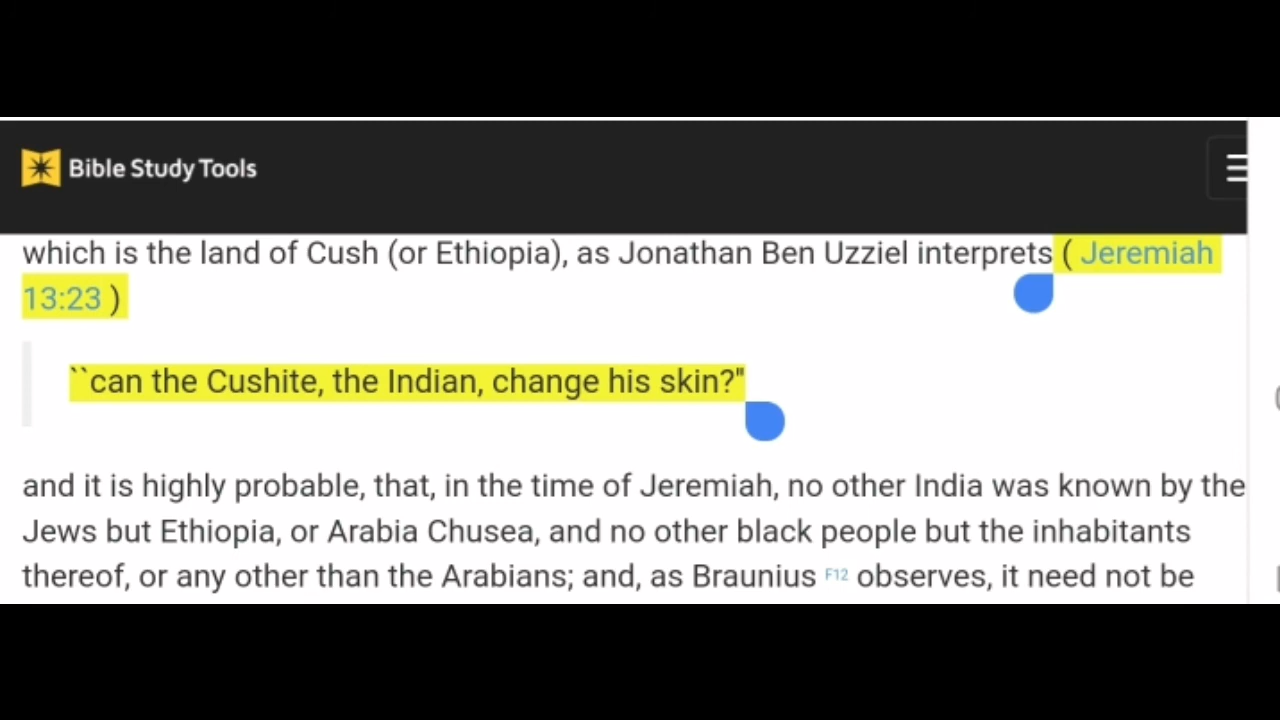 Bible Study Tools
which is the land of Cush (or Ethiopia), as Jonathan Ben Uzziel interprets ( Jeremiah
13:23 )
``can the Cushite, the Indian, change his skin?"
and it is highly probable, that, in the time of Jeremiah, no other India was known by the
Jews but Ethiopia, or Arabia Chusea, and no other black people but the inhabitants
thereof, or any other than the Arabians; and, as Braunius F12 observes, it need not be